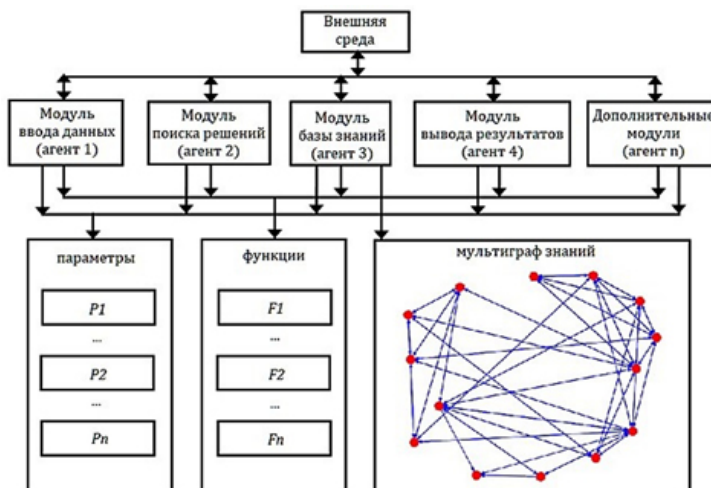 Внешняя
среда
Модуль
ввода данных
(агент 1)
Модуль
поиска решений
(агент 2)
Модуль
базы знаний
(агент 3)
Модуль
вывода результатов
(агент 4)
Дополнительные
модули
(агент n)
параметры
P1
...
P2
...
Pn
функции
F1
...
F2
...
Fn
мультиграф знаний